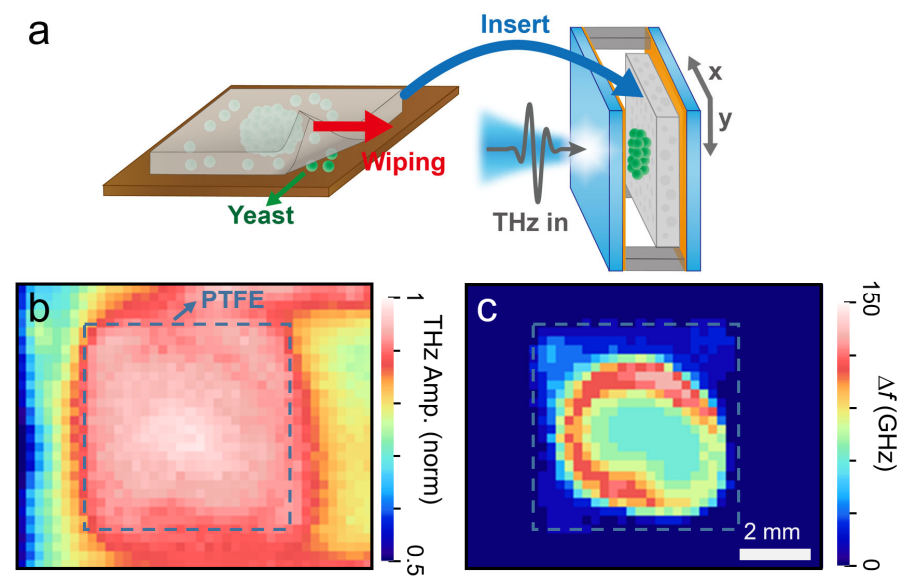 a
Insert
x
y
Wiping
Yeast
THz in
b
PTFE
1
THz Amp. (norm)
0.5
c
2 mm
150
Δf (GHz)
0